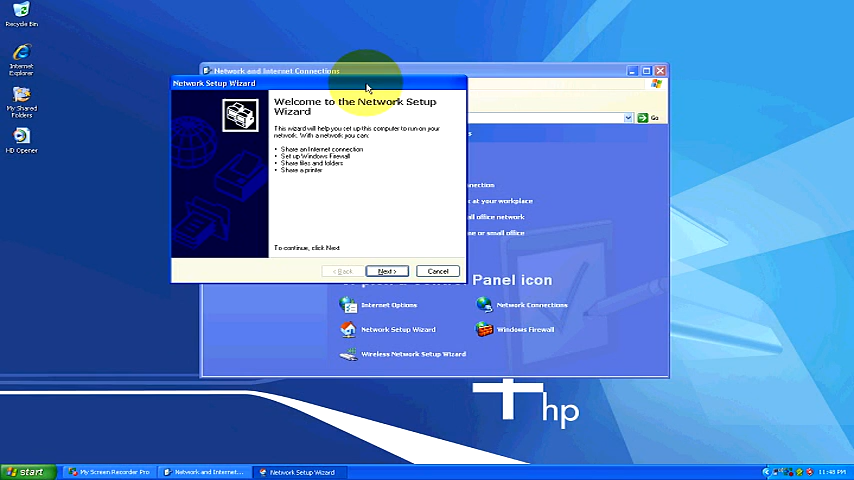 Recycle Bin
Internet
Explorer
My Shared
Folders
HD Opener
Network and Internet Connections
Go
Network Setup Wizard
Welcome to the Network Setup
Wizard
This wizard will help you set up this computer to run on your
network. With a network you can:
• Share an Internet connection
• Set up Windows Firewall
• Share files and folders
• Share a printer
To continue, click Next
< Back
Next >
Cancel
s
nnection
k at your workplace
all office network
me or small office
Panel icon
Internet Options
Network Connections
Network Setup Wizard
Windows Firewall
Wireless Network Setup Wizard
hp
start
My Screen Recorder Pro
Network and Internet...
Network Setup Wizard
11:48 PM